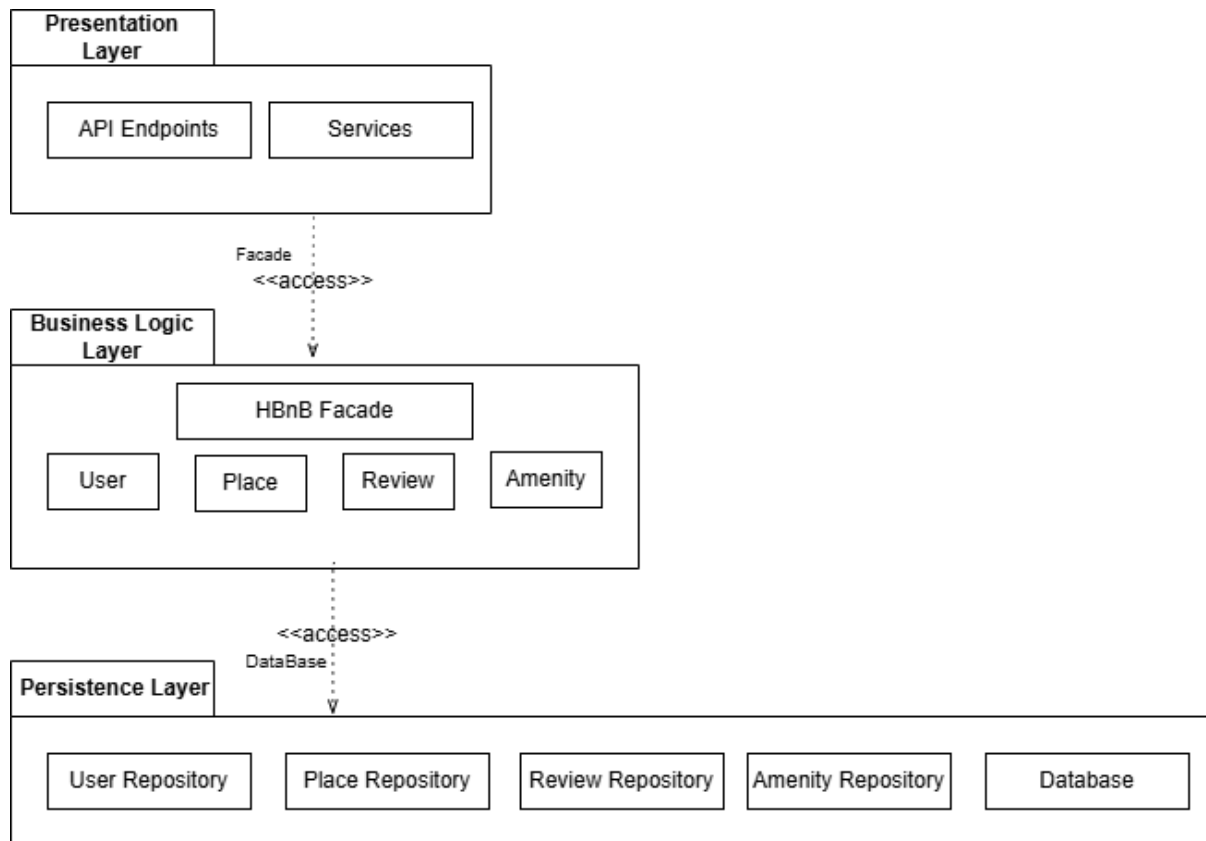 Presentation
Layer
API Endpoints
Services
Facade
<<access>>
Business Logic
Layer
HBnB Facade
User
Place
Review
Amenity
<<access>>
DataBase
Persistence Layer
User Repository
Place Repository
Review Repository
Amenity Repository
Database